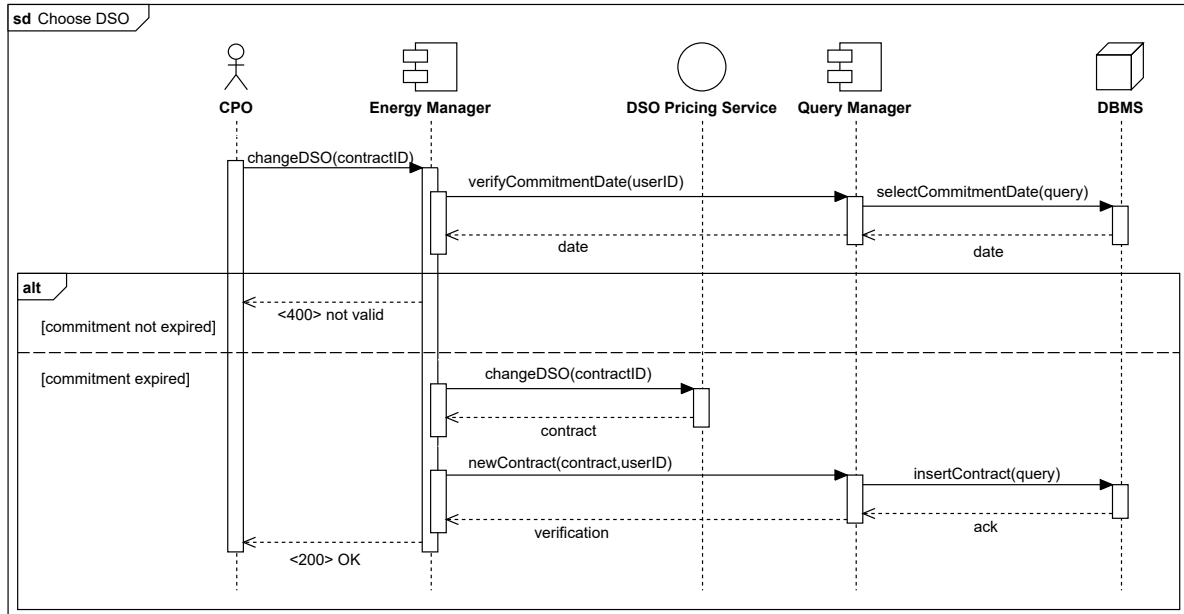 sd Choose DSO
CPO
Energy Manager
DSO Pricing Service
Query Manager
DBMS
changeDSO(contractID)
verifyCommitmentDate(userID)
selectCommitmentDate(query)
date
date
alt
<400> not valid
[commitment not expired]
[commitment expired]
changeDSO(contractID)
contract
newContract(contract,userID)
insertContract(query)
ack
verification
<200> OK